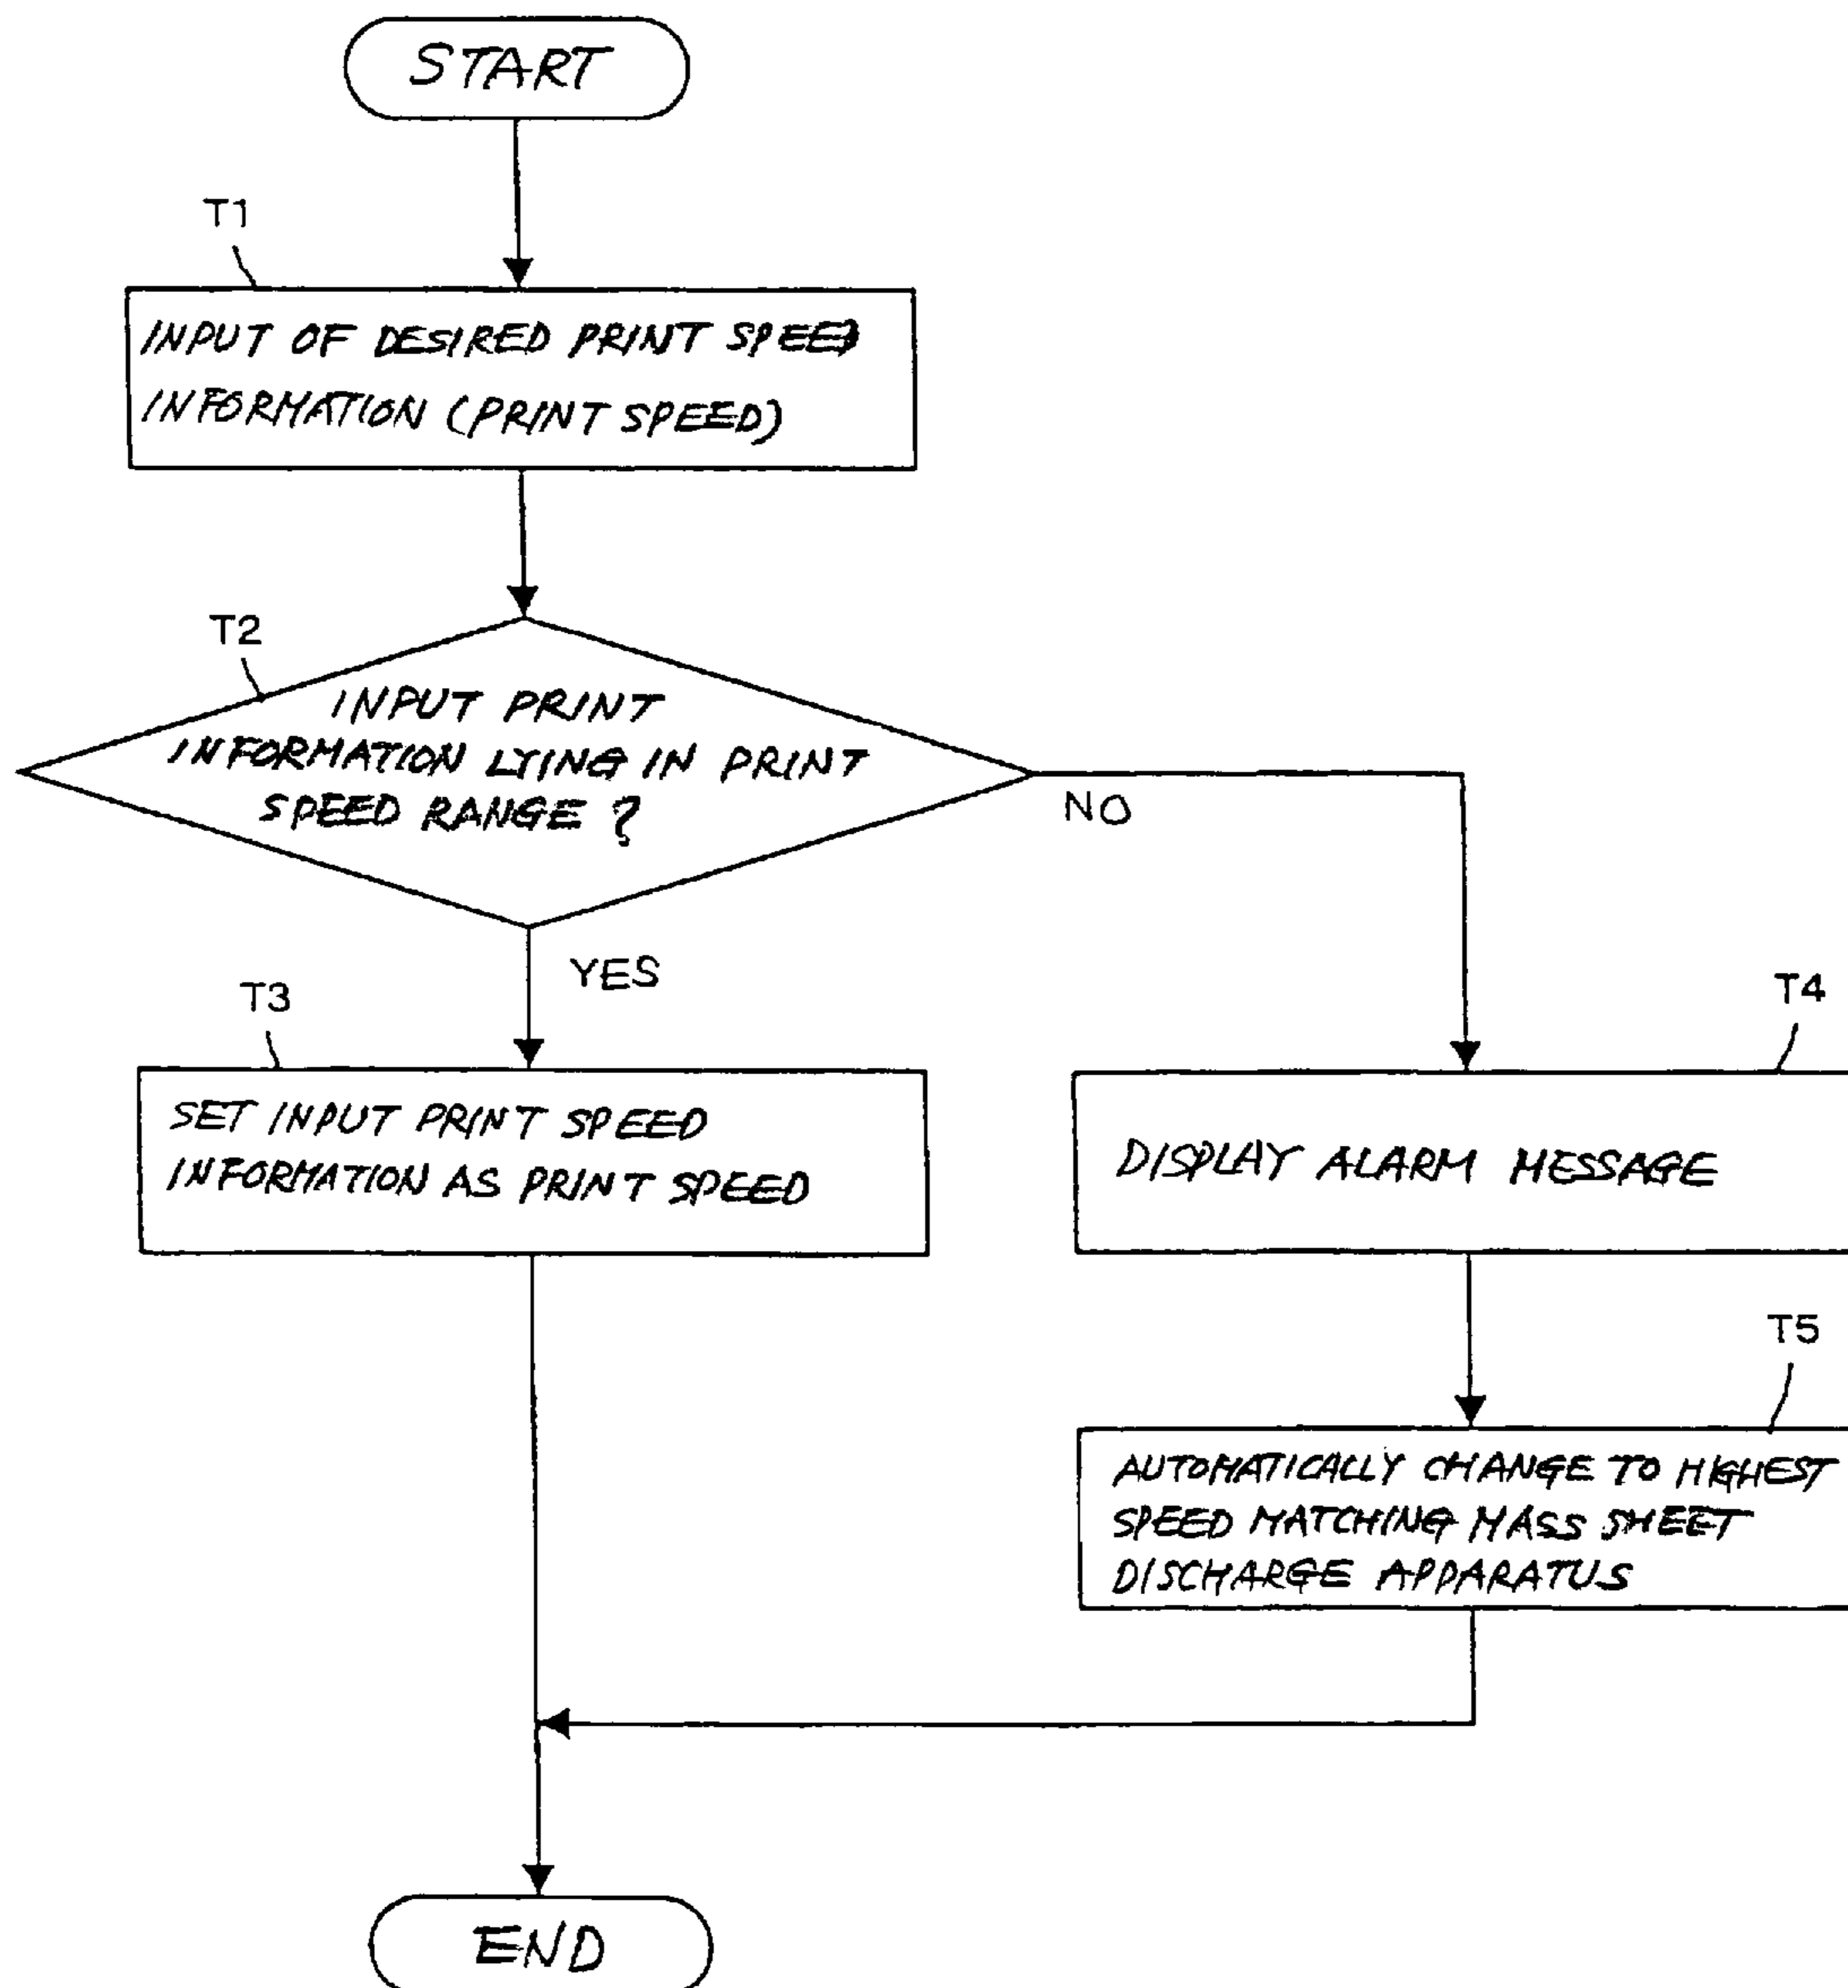 START
T1
INPUT OF DESIRED PRINT SPEED
INFORMATION (PRINT SPEED)
T2
INPUT PRINT
INFORMATION LYING IN PRINT
SPEED RANGE ?
NO
YES
T3
SET INPUT PRINT SPEED
INFORMATION AS PRINT SPEED
T4
DISPLAY ALARM MESSAGE
T5
AUTOMATICALLY CHANGE TO HIGHEST
SPEED MATCHING MASS SHEET
DISCHARGE APPARATUS
END